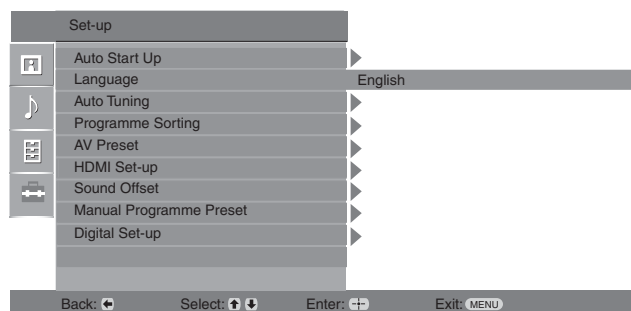 Set-up
Auto Start Up
Language English
Auto Tuning
Programme Sorting
AV Preset
HDMI Set-up
Sound Offset
Manual Programme Preset
Digital Set-up
Back: Select: Enter: Exit: MENU